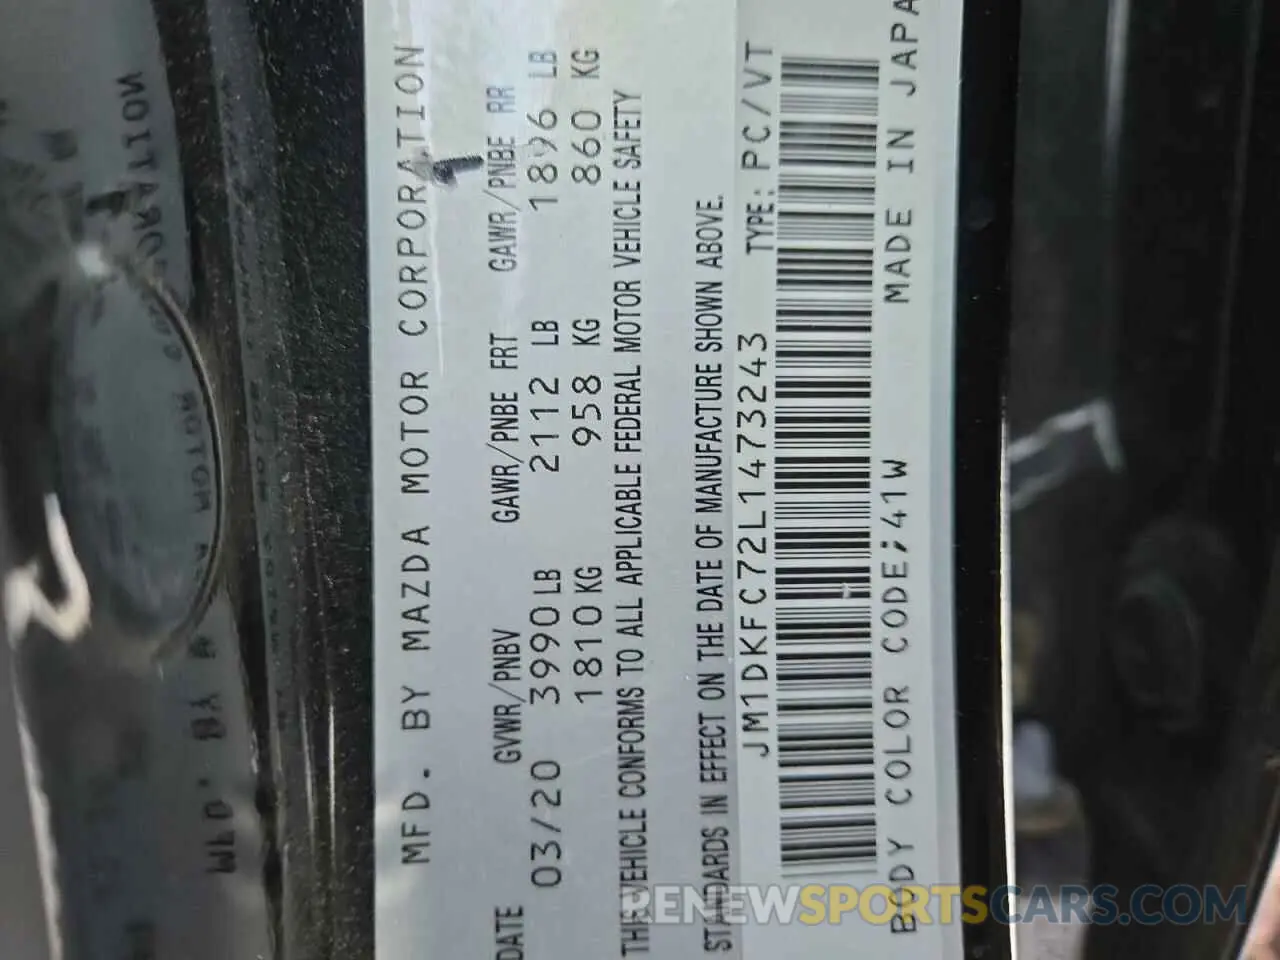 MFD. BY MAZDA MOTOR CORPORATION
DATE GVWR/PNBV GAWR/PNBE FRT GAWR/PNBE RR
03/20 3990 LB 2112 LB 1896 LB
1810 KG 958 KG 860 KG
THIS VEHICLE CONFORMS TO ALL APPLICABLE FEDERAL MOTOR VEHICLE SAFETY
STANDARDS IN EFFECT ON THE DATE OF MANUFACTURE SHOWN ABOVE.
JM1DKFC72L1473243 TYPE: PC/VT
BODY COLOR CODE;41W MADE IN JAPA
RENEWSPORTSCARS.COM